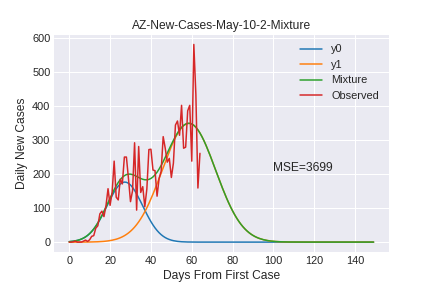 AZ-New-Cases-May-10-2-Mixture
600
500
400
300
200
100
0
Daily New Cases
y0
y1
Mixture
Observed
MSE=3699
0 20 40 60 80 100 120 140
Days From First Case